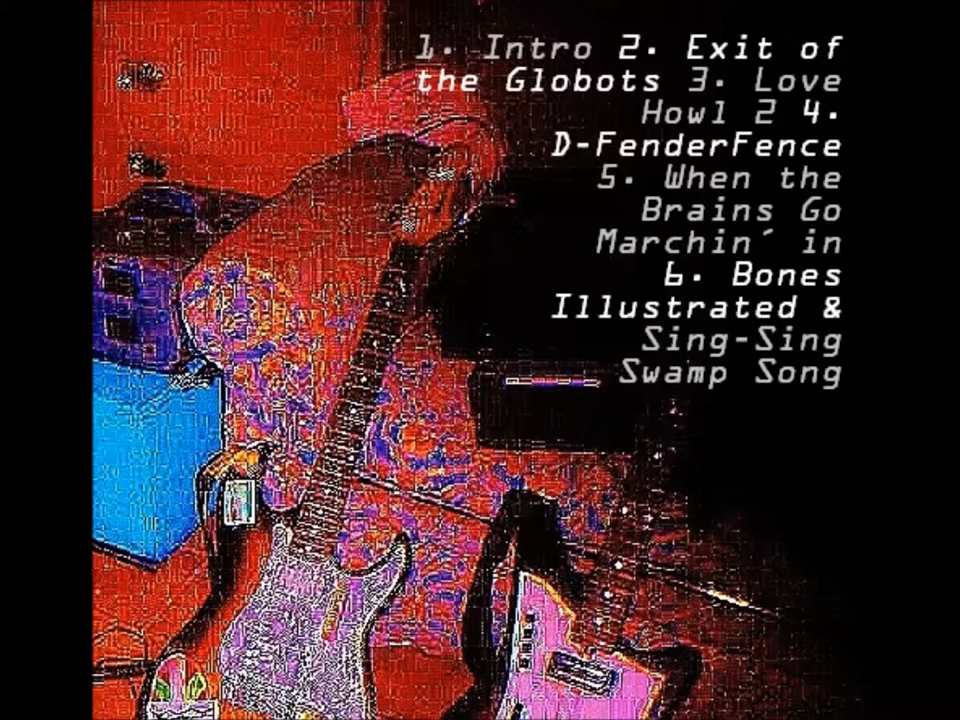 1. Intro 2. Exit of
the Globots 3. Love
Howl 2 4.
D-FenderFence
5. When the
Brains Go
Marchin´ in
6. Bones
Illustrated &
Sing-Sing
Swamp Song